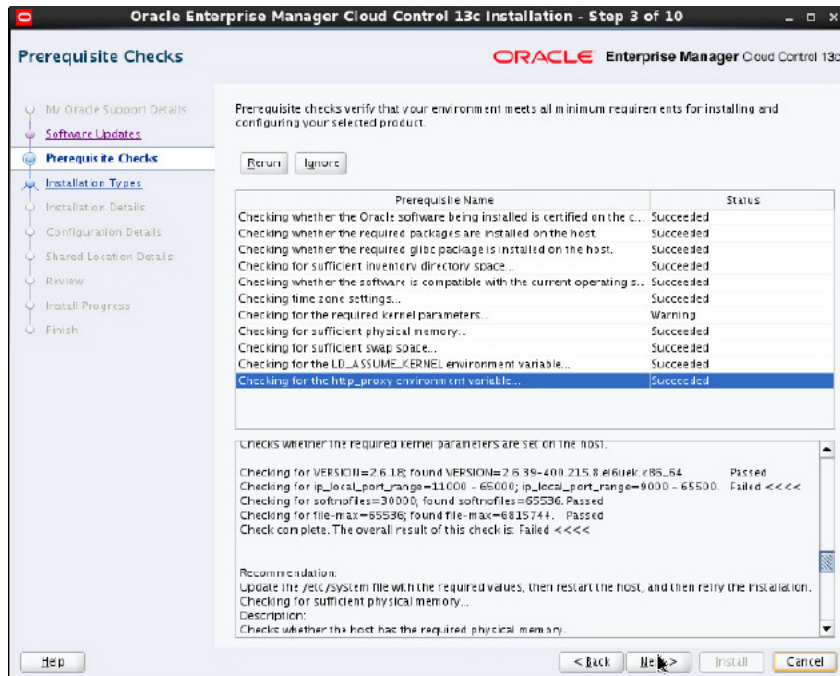 Oracle Enterprise Manager Cloud Control 13c Installation - Step 3 of 10
Prerequisite Checks
ORACLE Enterprise Manager Cloud Control 13c
My Oracle Support Details
Software Updates
Prerequisite Checks
Installation Types
Installation Details
Configuration Details
Shared Location Details
Review
Install Progress
Finish
Prerequisite checks verify that your environment meets all minimum requirements for installing and
configuring your selected product.
Rerun Ignore
Prerequisite Name Status
Checking whether the Oracle software being installed is certified on the c... Succeeded
Checking whether the required packages are installed on the host. Succeeded
Checking whether the required glibc package is installed on the host. Succeeded
Checking for sufficient inventory directory space... Succeeded
Checking whether the software is compatible with the current operating s... Succeeded
Checking time zone settings... Succeeded
Checking for the required kernel parameters... Warning
Checking for sufficient physical memory... Succeeded
Checking for sufficient swap space... Succeeded
Checking for the LD_ASSUME_KERNEL environment variable... Succeeded
Checking for the http_proxy environment variable... Succeeded
Checks whether the required kernel parameters are set on the host.
Checking for VERSION=2.6.18; found VERSION=2.6.39-400.215.8.el6uek.x86_64. Passed
Checking for ip_local_port_range=11000 - 65000; ip_local_port_range=9000 - 65500. Failed <<<<
Checking for softnofiles=30000; found softnofiles=65536. Passed
Checking for file-max=65536; found file-max=6815744. Passed
Check complete. The overall result of this check is: Failed <<<<
Recommendation:
Update the /etc/system file with the required values, then restart the host, and then retry the installation.
Checking for sufficient physical memory...
Description:
Checks whether the host has the required physical memory.
Help < Back Next > Install Cancel